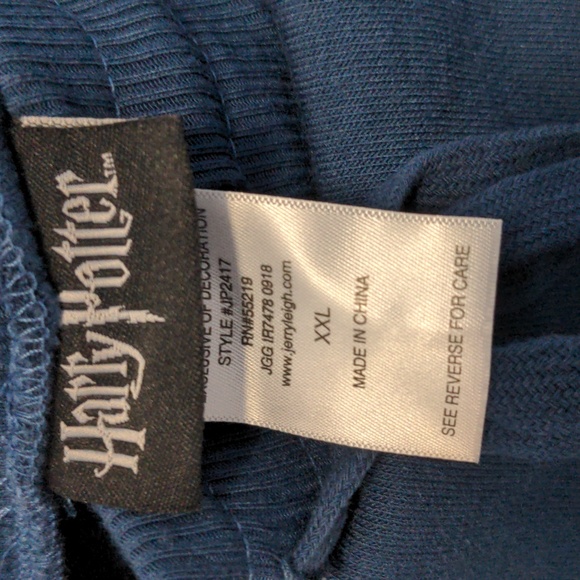 Harry Potter™
EXCLUSIVE OF DECORATION
STYLE #JP2417
RN#55219
JGG IR7478 0918
www.jerryleigh.com
XXL
MADE IN CHINA
SEE REVERSE FOR CARE